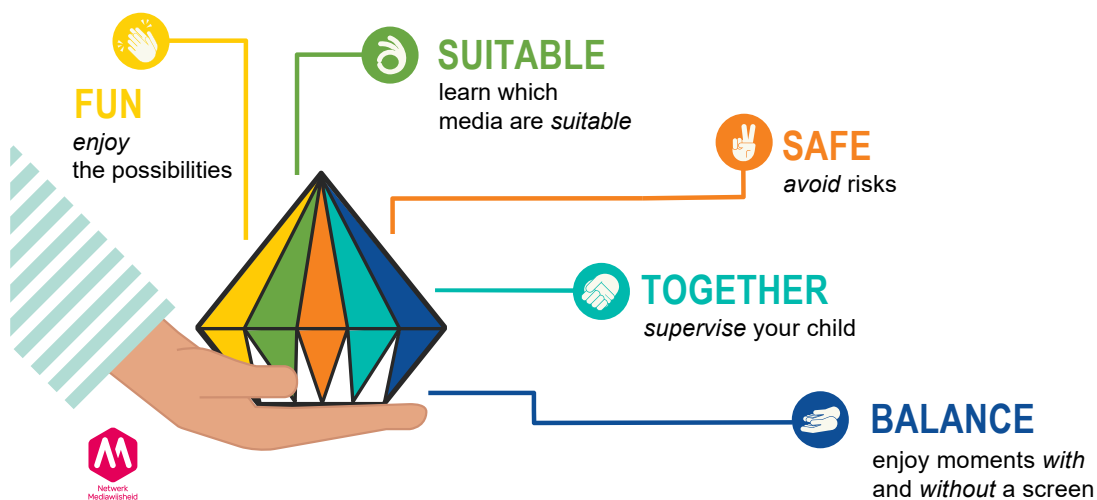 FUN
enjoy
the possibilities
SUITABLE
learn which
media are suitable
SAFE
avoid risks
TOGETHER
supervise your child
BALANCE
enjoy moments with
and without a screen
Netwerk
Mediawijsheid